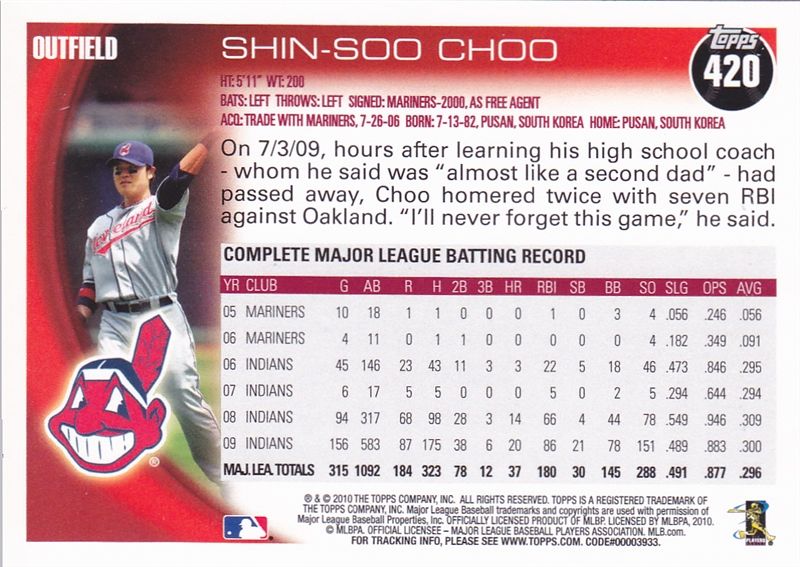 OUTFIELD
SHIN-SOO CHOO
Topps
420
HT: 5'11" WT: 200
BATS: LEFT THROWS: LEFT SIGNED: MARINERS-2000, AS FREE AGENT
ACQ: TRADE WITH MARINERS, 7-26-06 BORN: 7-13-82, PUSAN, SOUTH KOREA HOME: PUSAN, SOUTH KOREA
On 7/3/09, hours after learning his high school coach
- whom he said was "almost like a second dad" - had
passed away, Choo homered twice with seven RBI
against Oakland. "I'll never forget this game," he said.
Cleveland
COMPLETE MAJOR LEAGUE BATTING RECORD
YR CLUB G AB R H 2B 3B HR RBI SB BB SO SLG OPS AVG
05 MARINERS 10 18 1 1 0 0 0 1 0 3 4 .056 .246 .056
06 MARINERS 4 11 0 1 1 0 0 0 0 0 4 .182 .349 .091
06 INDIANS 45 146 23 43 11 3 3 22 5 18 46 .473 .846 .295
07 INDIANS 6 17 5 5 0 0 0 5 0 2 5 .294 .644 .294
08 INDIANS 94 317 68 98 28 3 14 66 4 44 78 .549 .946 .309
09 INDIANS 156 583 87 175 38 6 20 86 21 78 151 .489 .883 .300
MAJ. LEA. TOTALS 315 1092 184 323 78 12 37 180 30 145 288 .491 .877 .296
®
® & © 2010 THE TOPPS COMPANY, INC. ALL RIGHTS RESERVED. TOPPS IS A REGISTERED TRADEMARK OF
THE TOPPS COMPANY, INC. Major League Baseball trademarks and copyrights are used with permission of
Major League Baseball Properties, Inc. OFFICIALLY LICENSED PRODUCT OF MLBP. LICENSED BY MLBPA, 2010.
© MLBPA. OFFICIAL LICENSEE - MAJOR LEAGUE BASEBALL PLAYERS ASSOCIATION. MLB.com.
FOR TRACKING INFO, PLEASE SEE WWW.TOPPS.COM. CODE#00003933.
PLAYERS